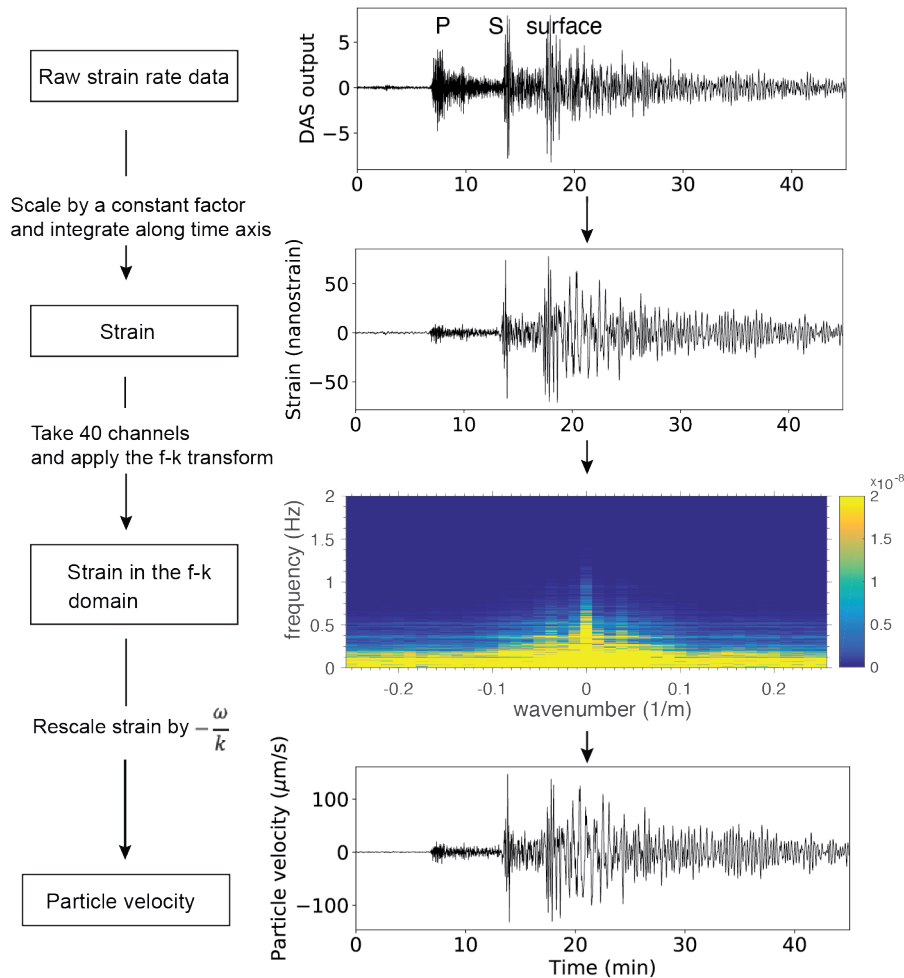 Raw strain rate data
Scale by a constant factor
and integrate along time axis
Strain
Take 40 channels
and apply the f-k transform
Strain in the f-k
domain
Rescale strain by −ω/k
Particle velocity
P S surface
DAS output
5
0
−5
0 10 20 30 40
Strain (nanostrain)
50
0
−50
0 10 20 30 40
frequency (Hz)
2
1.5
1
0.5
0
-0.2 -0.1 0 0.1 0.2
wavenumber (1/m)
x10⁻⁸
2
1.5
1
0.5
0
Particle velocity (μm/s)
100
0
−100
0 10 20 30 40
Time (min)